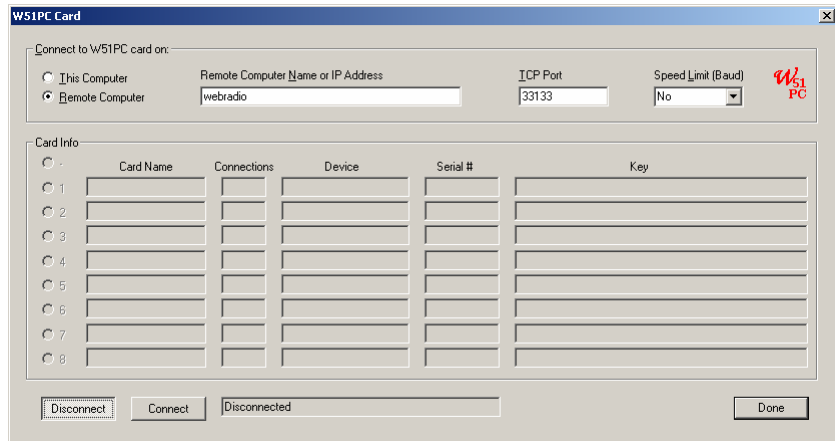 W51PC Card
Connect to W51PC card on:
This Computer
Remote Computer Name or IP Address
TCP Port
Speed Limit (Baud)
W51
PC
Remote Computer
webradio
33133
No
Card Info
-
Card Name
Connections
Device
Serial #
Key
1
2
3
4
5
6
7
8
Disconnect
Connect
Disconnected
Done